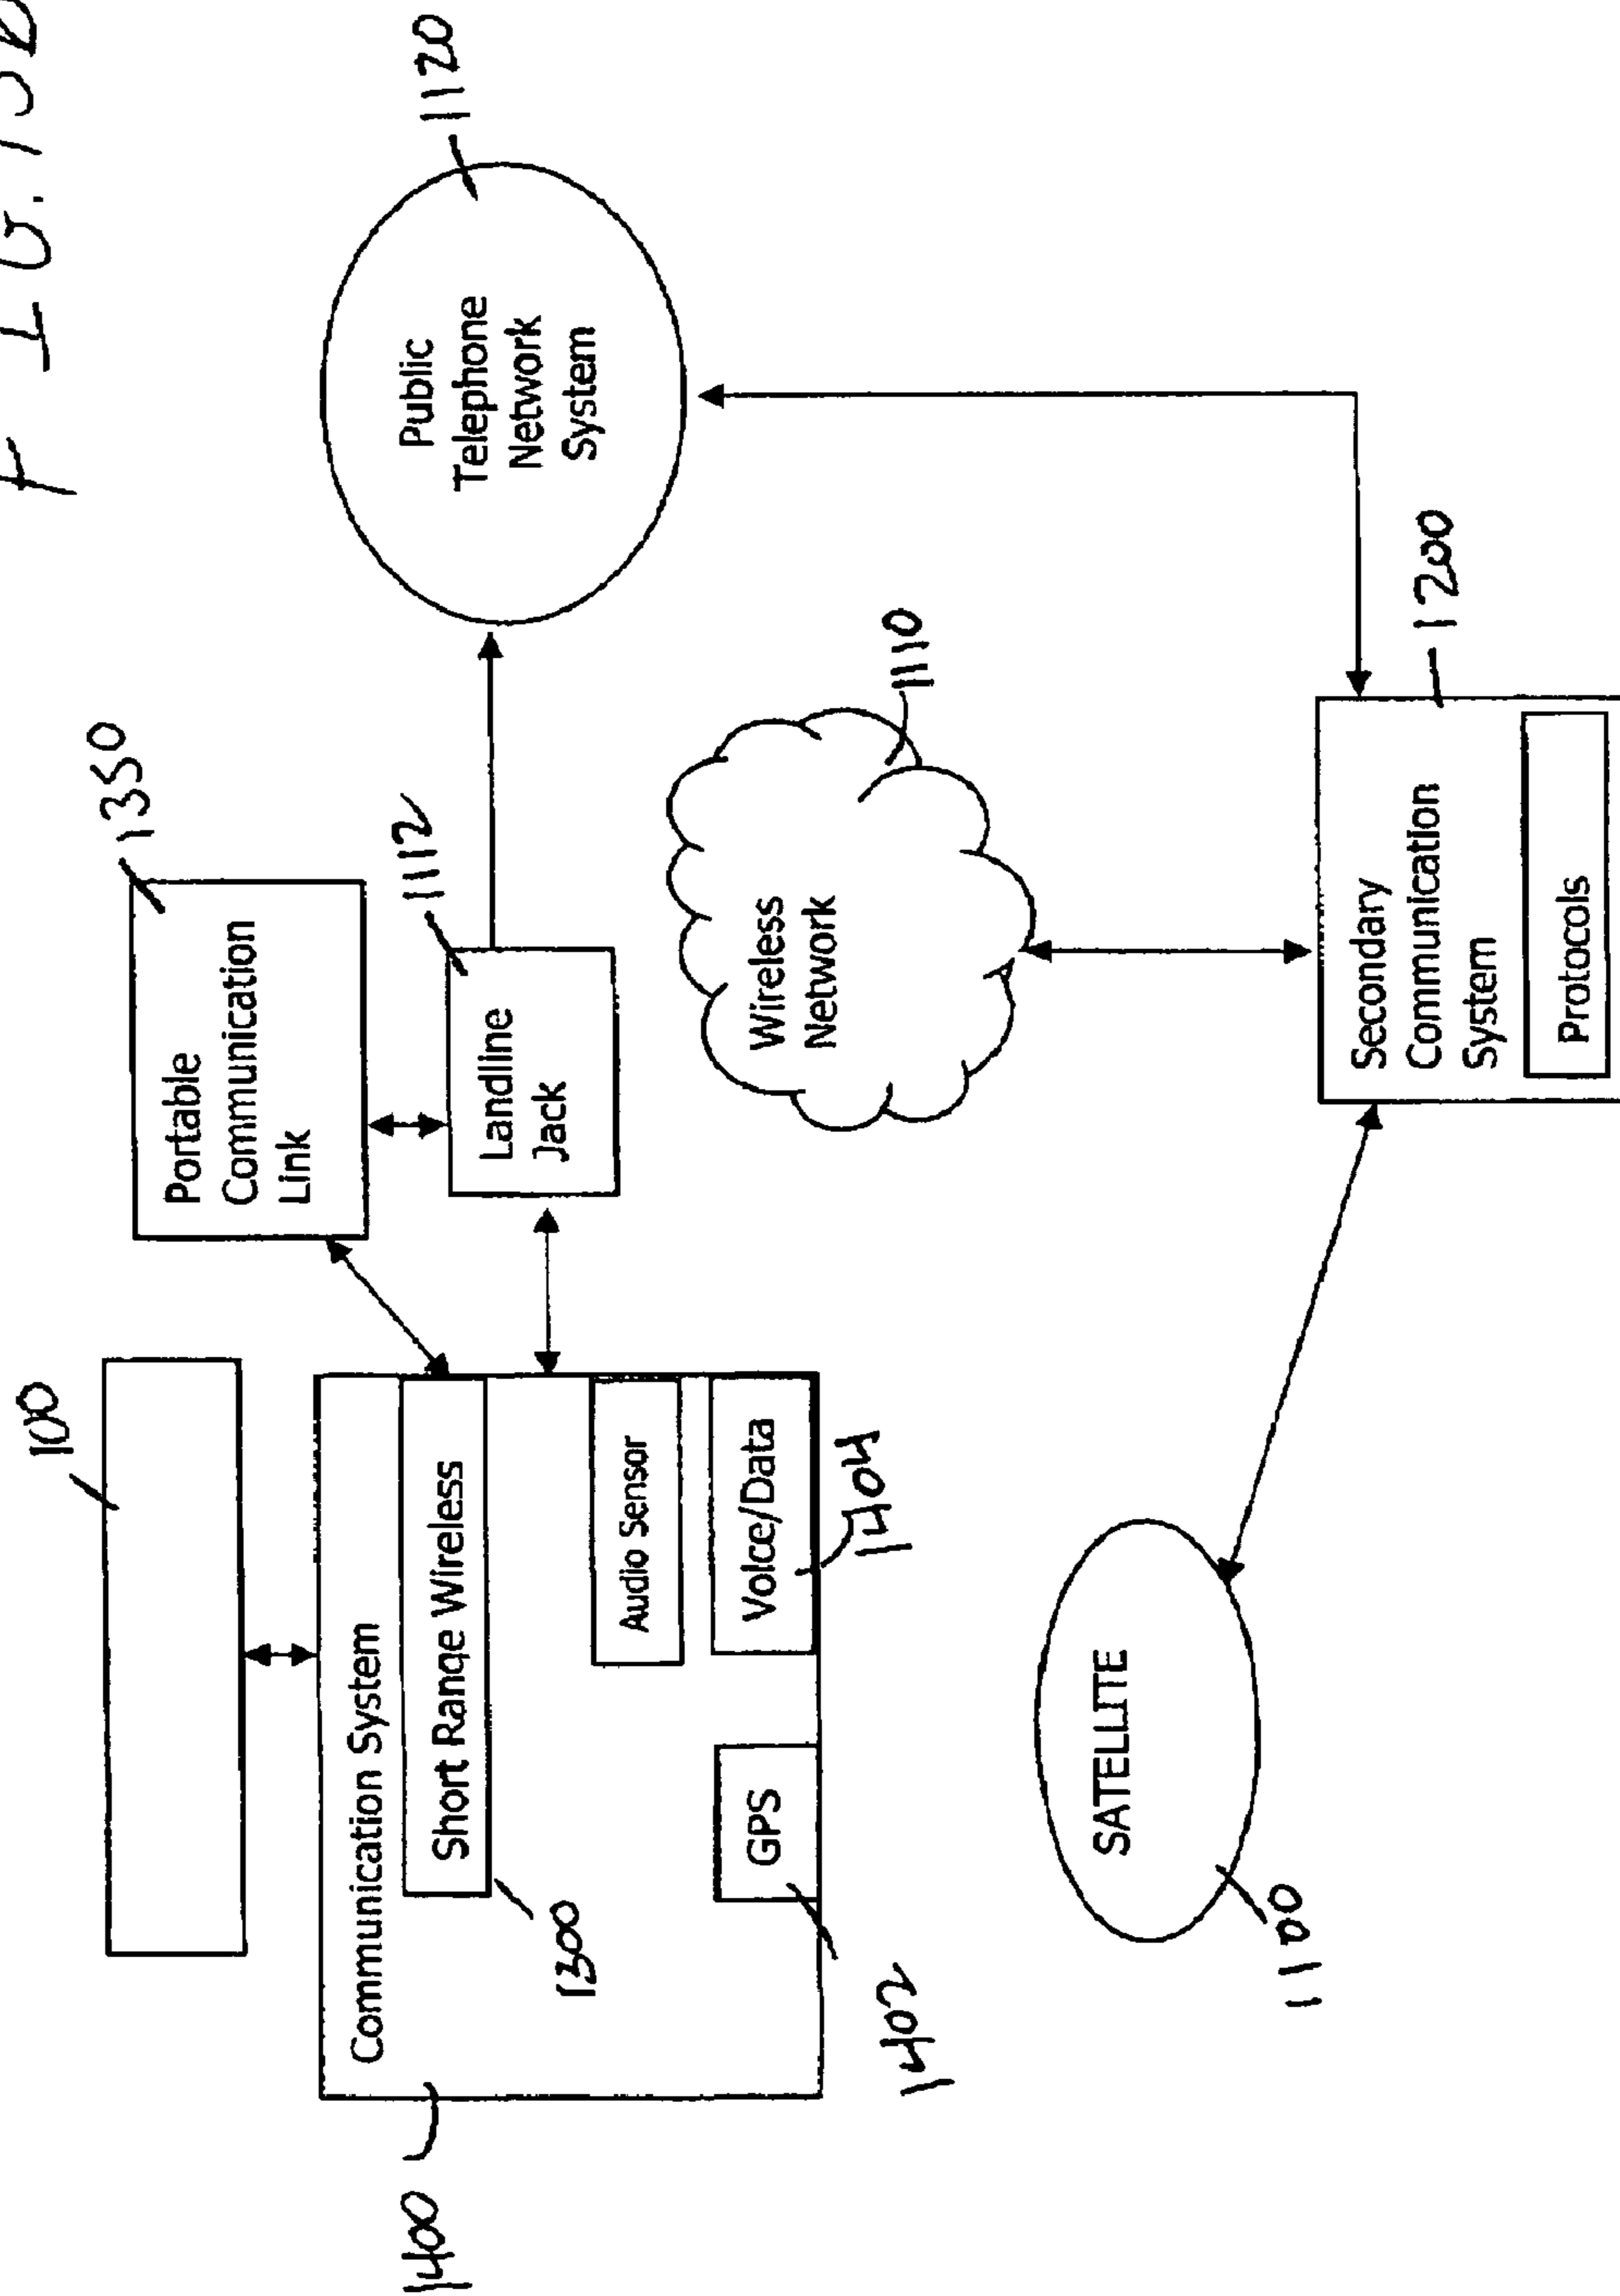 100
1350
1112
1120
Portable
Communication
Link
Landline
Jack
Public
Telephone
Network
System
1400
Communication System
Short Range Wireless
1300
Audio Sensor
GPS
Voice/Data
1402
1404
Wireless
Network
1110
SATELLITE
1100
Secondary
Communication
System
Protocols
1200